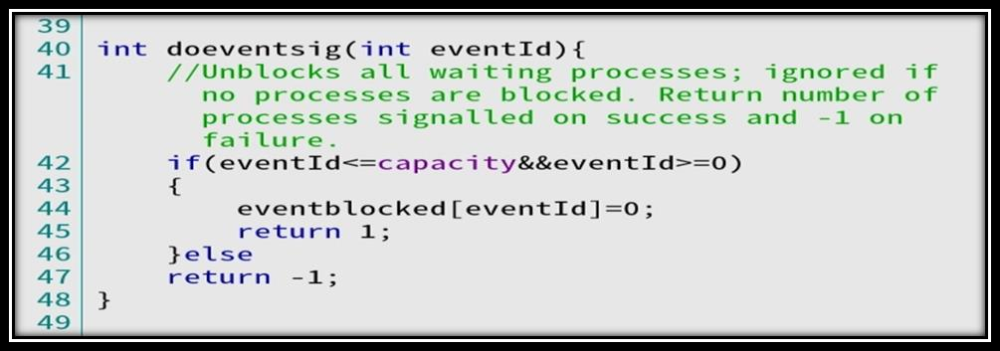 39
40 int doeventsig(int eventId){
41 //Unblocks all waiting processes; ignored if
no processes are blocked. Return number of
processes signalled on success and -1 on
failure.
42 if(eventId<=capacity&&eventId>=0)
43 {
44 eventblocked[eventId]=0;
45 return 1;
46 }else
47 return -1;
48 }
49